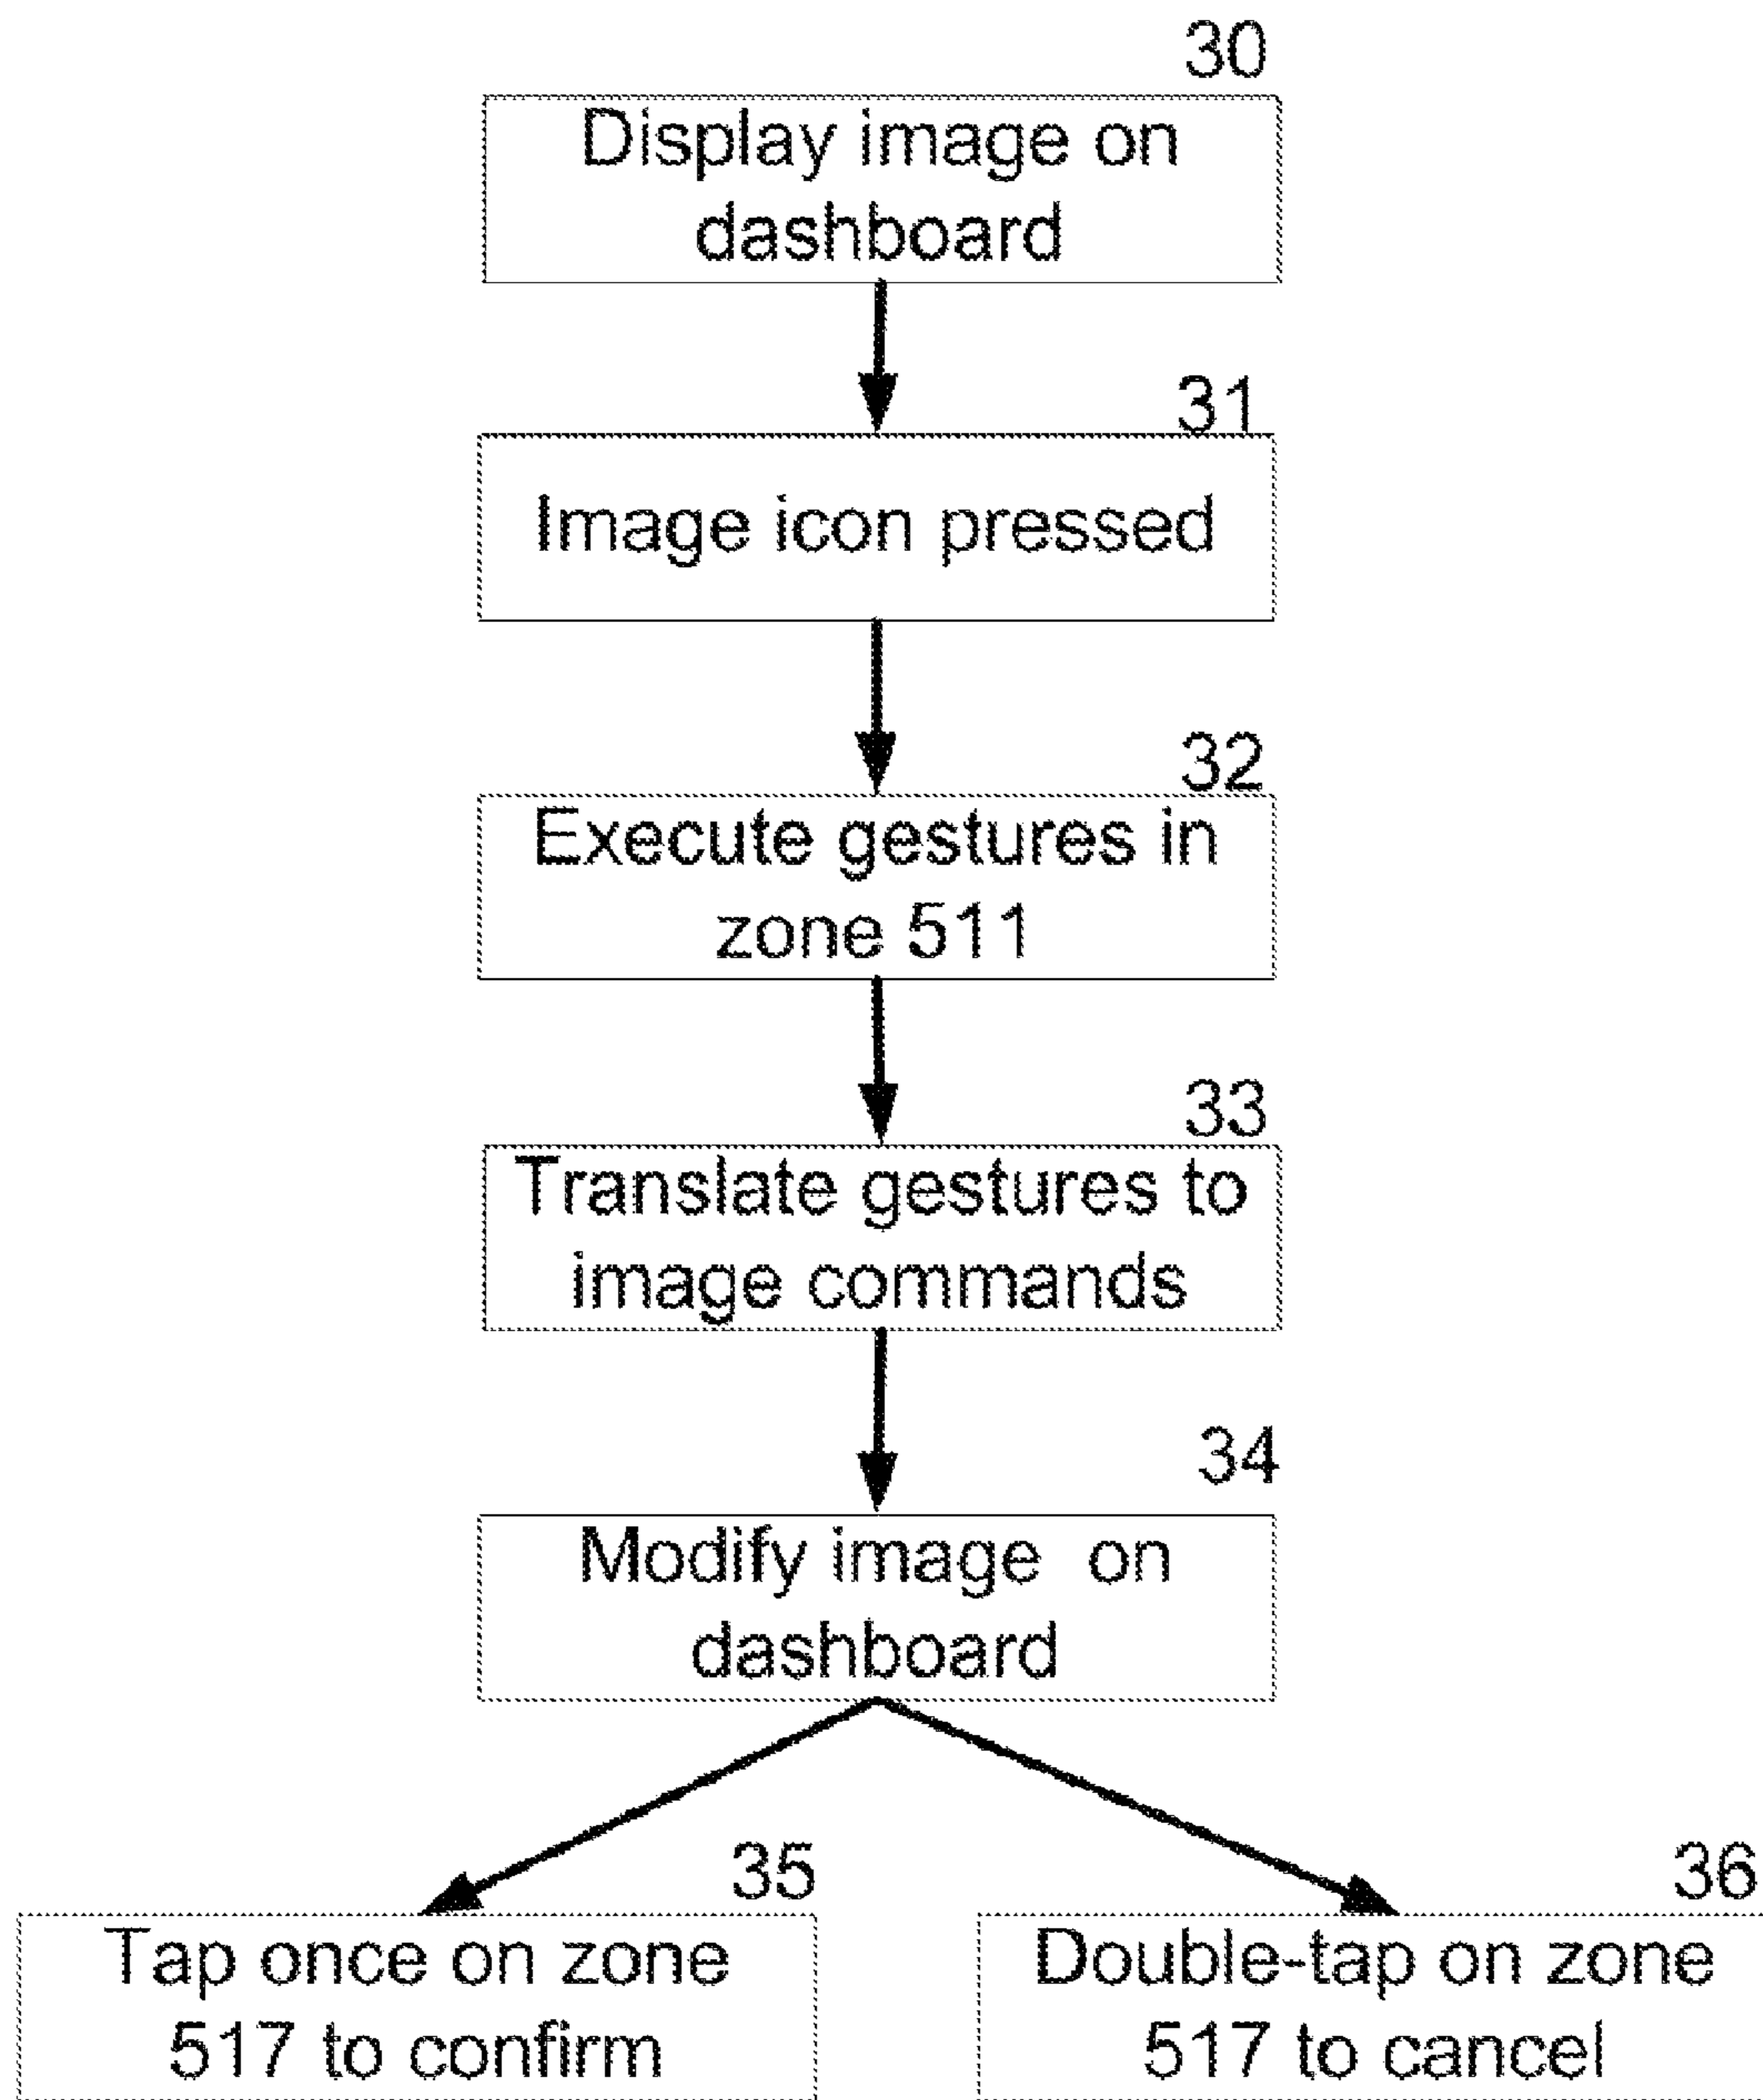 30
Display image on
dashboard
31
Image icon pressed
32
Execute gestures in
zone 511
33
Translate gestures to
image commands
34
Modify image on
dashboard
35
Tap once on zone
517 to confirm
36
Double-tap on zone
517 to cancel